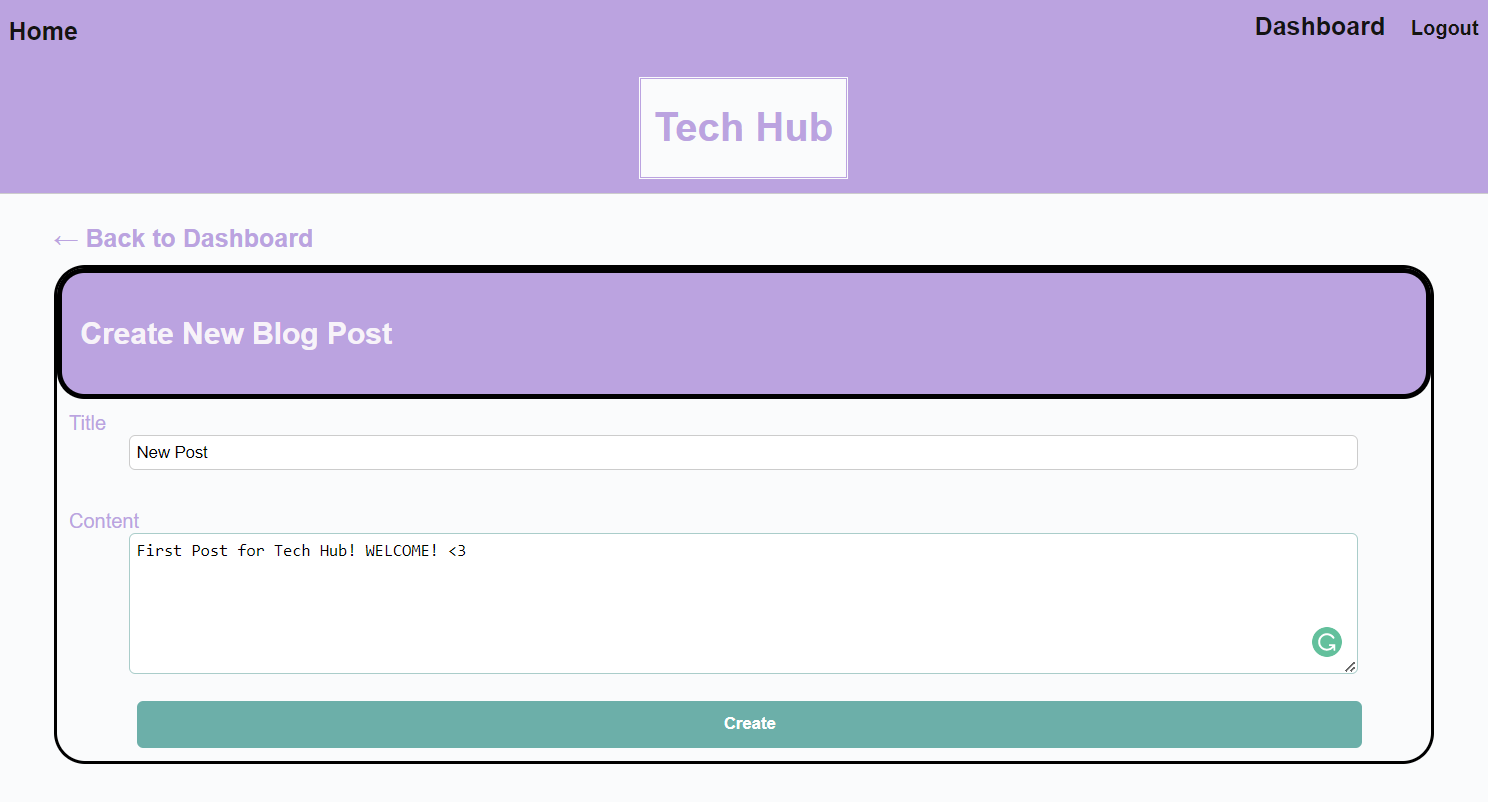 Home
Dashboard
Logout
Tech Hub
← Back to Dashboard
Create New Blog Post
Title
New Post
Content
First Post for Tech Hub! WELCOME! <3
Create